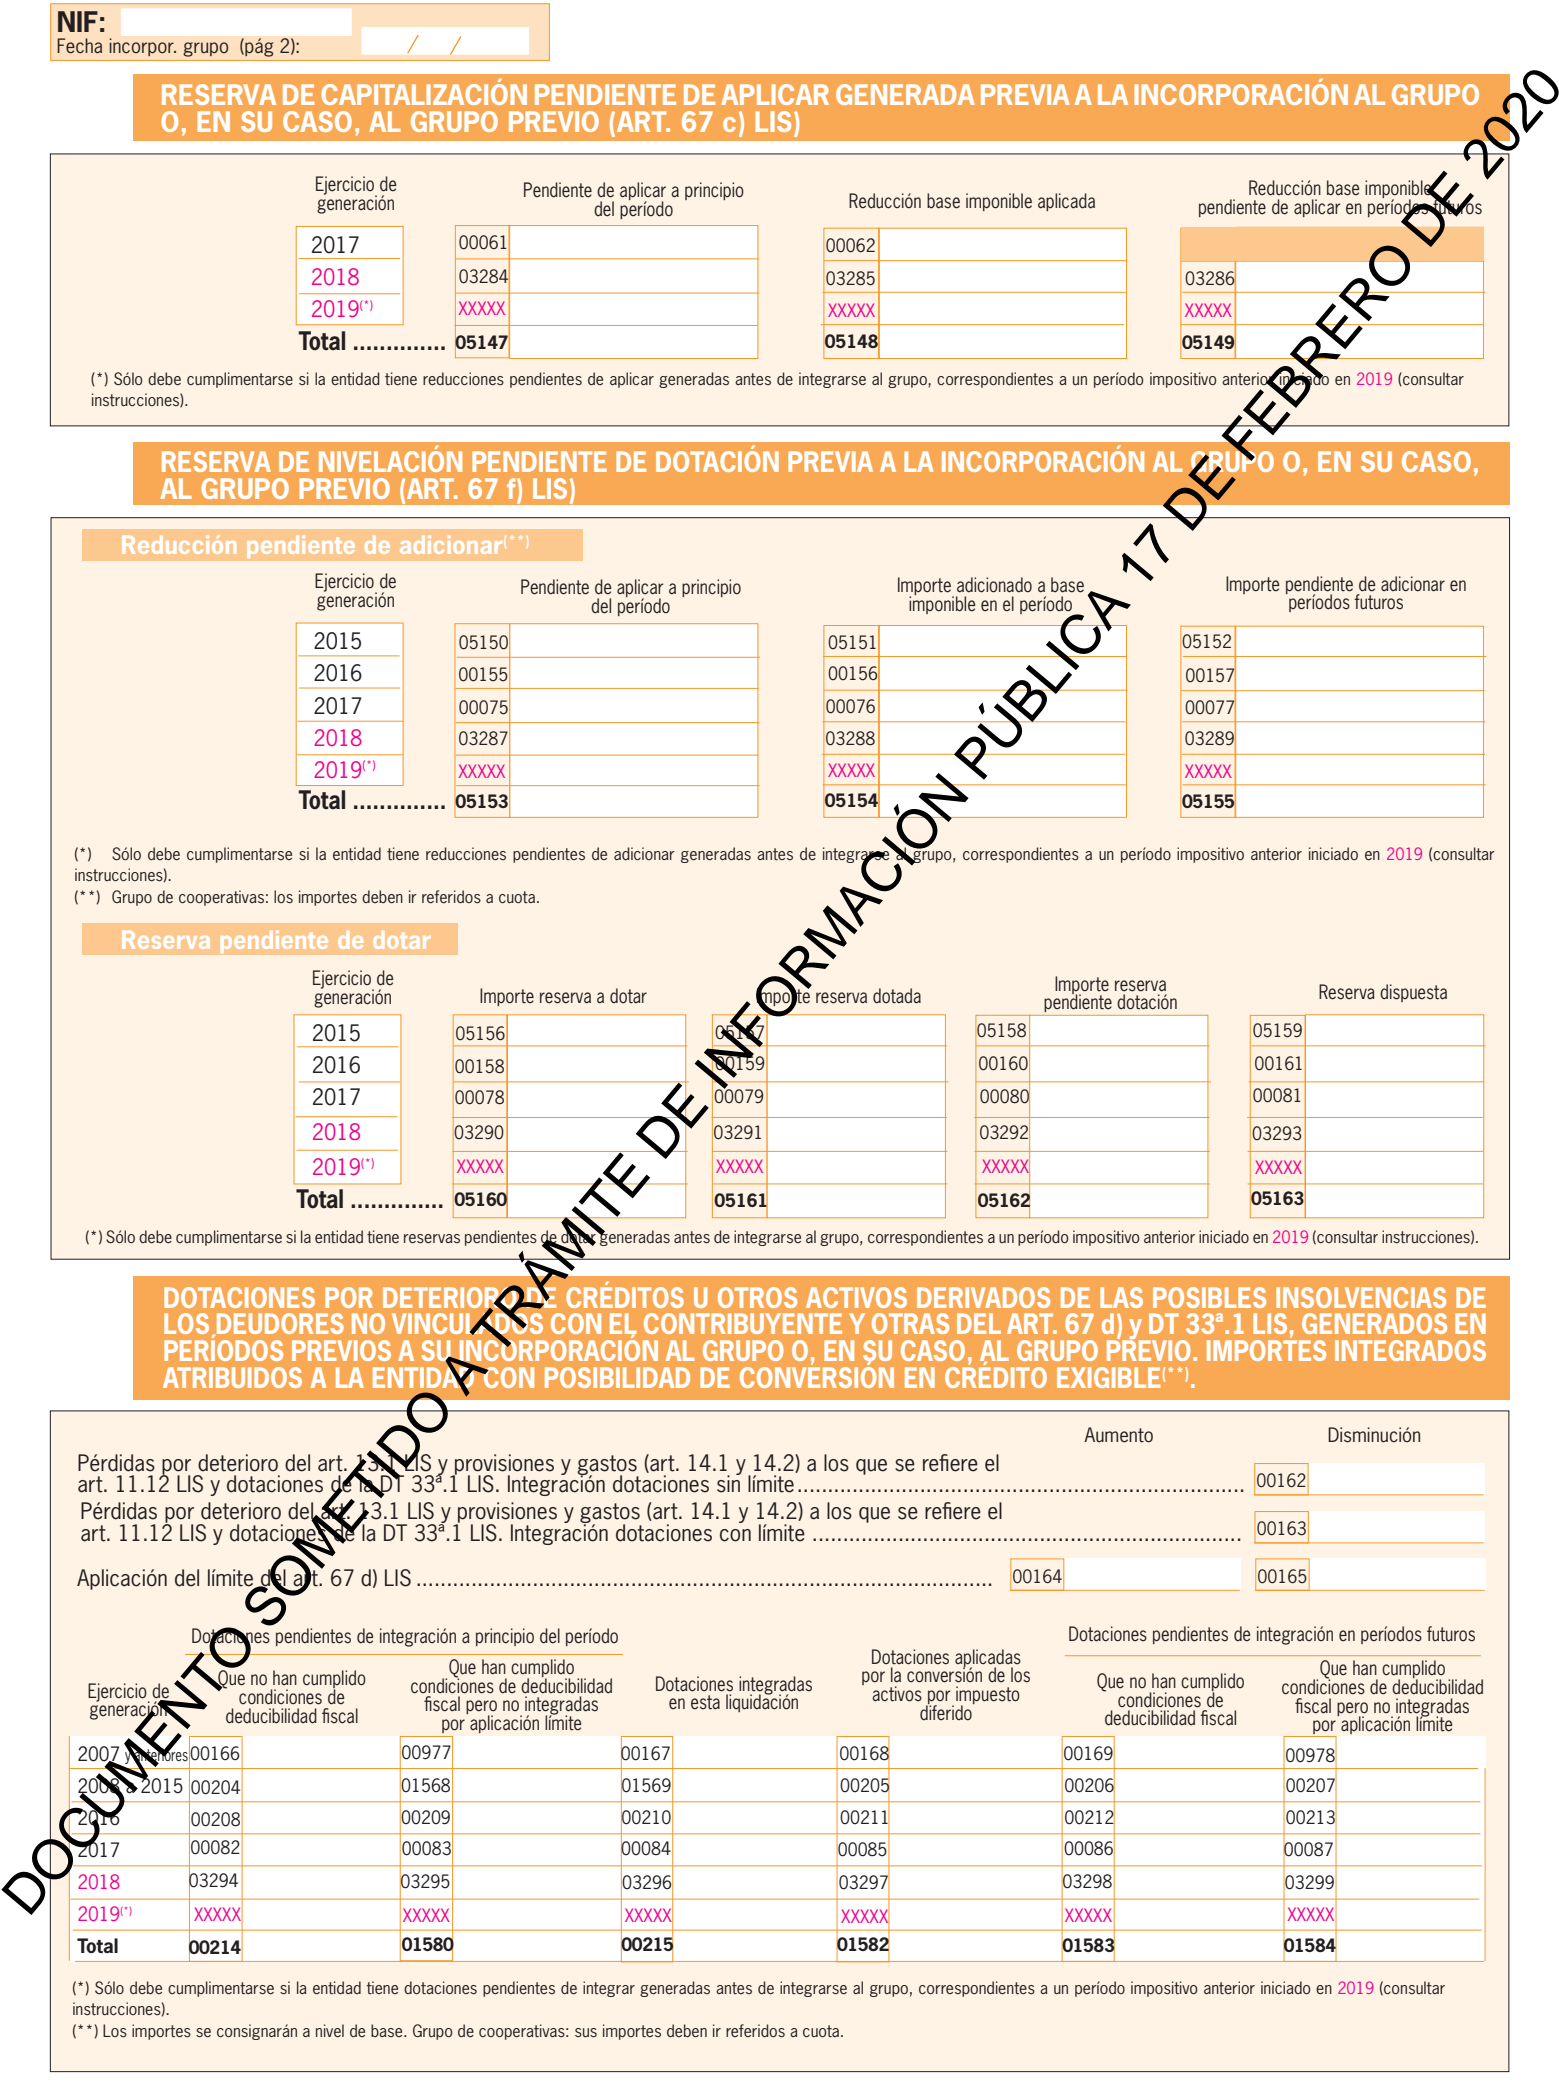 NIF:
Fecha incorpor. grupo (pág 2): / /
RESERVA DE CAPITALIZACIÓN PENDIENTE DE APLICAR GENERADA PREVIA A LA INCORPORACIÓN AL GRUPO
O, EN SU CASO, AL GRUPO PREVIO (ART. 67 c) LIS)
Ejercicio de
generación
Pendiente de aplicar a principio
del período
Reducción base imponible aplicada
Reducción base imponible
pendiente de aplicar en períodos futuros
2017 00061 00062
2018 03284 03285 03286
2019(*) XXXXX XXXXX XXXXX
Total .............. 05147 05148 05149
(*) Sólo debe cumplimentarse si la entidad tiene reducciones pendientes de aplicar generadas antes de integrarse al grupo, correspondientes a un período impositivo anterior iniciado en 2019 (consultar
instrucciones).
RESERVA DE NIVELACIÓN PENDIENTE DE DOTACIÓN PREVIA A LA INCORPORACIÓN AL GRUPO O, EN SU CASO,
AL GRUPO PREVIO (ART. 67 f) LIS)
Reducción pendiente de adicionar(**)
Ejercicio de
generación
Pendiente de aplicar a principio
del período
Importe adicionado a base
imponible en el período
Importe pendiente de adicionar en
períodos futuros
2015 05150 05151 05152
2016 00155 00156 00157
2017 00075 00076 00077
2018 03287 03288 03289
2019(*) XXXXX XXXXX XXXXX
Total .............. 05153 05154 05155
(*) Sólo debe cumplimentarse si la entidad tiene reducciones pendientes de adicionar generadas antes de integrarse al grupo, correspondientes a un período impositivo anterior iniciado en 2019 (consultar
instrucciones).
(**) Grupo de cooperativas: los importes deben ir referidos a cuota.
Reserva pendiente de dotar
Ejercicio de
generación
Importe reserva a dotar
Importe reserva dotada
Importe reserva
pendiente dotación
Reserva dispuesta
2015 05156 05157 05158 05159
2016 00158 00159 00160 00161
2017 00078 00079 00080 00081
2018 03290 03291 03292 03293
2019(*) XXXXX XXXXX XXXXX XXXXX
Total .............. 05160 05161 05162 05163
(*) Sólo debe cumplimentarse si la entidad tiene reservas pendientes de dotar generadas antes de integrarse al grupo, correspondientes a un período impositivo anterior iniciado en 2019 (consultar instrucciones).
DOTACIONES POR DETERIORO DE CRÉDITOS U OTROS ACTIVOS DERIVADOS DE LAS POSIBLES INSOLVENCIAS DE
LOS DEUDORES NO VINCULADOS CON EL CONTRIBUYENTE Y OTRAS DEL ART. 67 d) y DT 33ª.1 LIS, GENERADOS EN
PERÍODOS PREVIOS A SU INCORPORACIÓN AL GRUPO O, EN SU CASO, AL GRUPO PREVIO. IMPORTES INTEGRADOS
ATRIBUIDOS A LA ENTIDAD CON POSIBILIDAD DE CONVERSIÓN EN CRÉDITO EXIGIBLE(**).
Aumento Disminución
Pérdidas por deterioro del art. 13.1 LIS y provisiones y gastos (art. 14.1 y 14.2) a los que se refiere el
art. 11.12 LIS y dotaciones de la DT 33ª.1 LIS. Integración dotaciones sin límite ........ 00162
Pérdidas por deterioro del art. 13.1 LIS y provisiones y gastos (art. 14.1 y 14.2) a los que se refiere el
art. 11.12 LIS y dotaciones de la DT 33ª.1 LIS. Integración dotaciones con límite ........ 00163
Aplicación del límite del art. 67 d) LIS ........ 00164 00165
Dotaciones pendientes de integración a principio del período
Dotaciones pendientes de integración en períodos futuros
Ejercicio de
generación
Que no han cumplido
condiciones de
deducibilidad fiscal
Que han cumplido
condiciones de deducibilidad
fiscal pero no integradas
por aplicación límite
Dotaciones integradas
en esta liquidación
Dotaciones aplicadas
por la conversión de los
activos por impuesto
diferido
Que no han cumplido
condiciones de
deducibilidad fiscal
Que han cumplido
condiciones de deducibilidad
fiscal pero no integradas
por aplicación límite
2007 y anteriores 00166 00977 00167 00168 00169 00978
2008 a 2015 00204 01568 01569 00205 00206 00207
2016 00208 00209 00210 00211 00212 00213
2017 00082 00083 00084 00085 00086 00087
2018 03294 03295 03296 03297 03298 03299
2019(*) XXXXX XXXXX XXXXX XXXXX XXXXX XXXXX
Total 00214 01580 00215 01582 01583 01584
(*) Sólo debe cumplimentarse si la entidad tiene dotaciones pendientes de integrar generadas antes de integrarse al grupo, correspondientes a un período impositivo anterior iniciado en 2019 (consultar
instrucciones).
(**) Los importes se consignarán a nivel de base. Grupo de cooperativas: sus importes deben ir referidos a cuota.
DOCUMENTO SOMETIDO A TRÁMITE DE INFORMACIÓN PÚBLICA 17 DE FEBRERO DE 2020